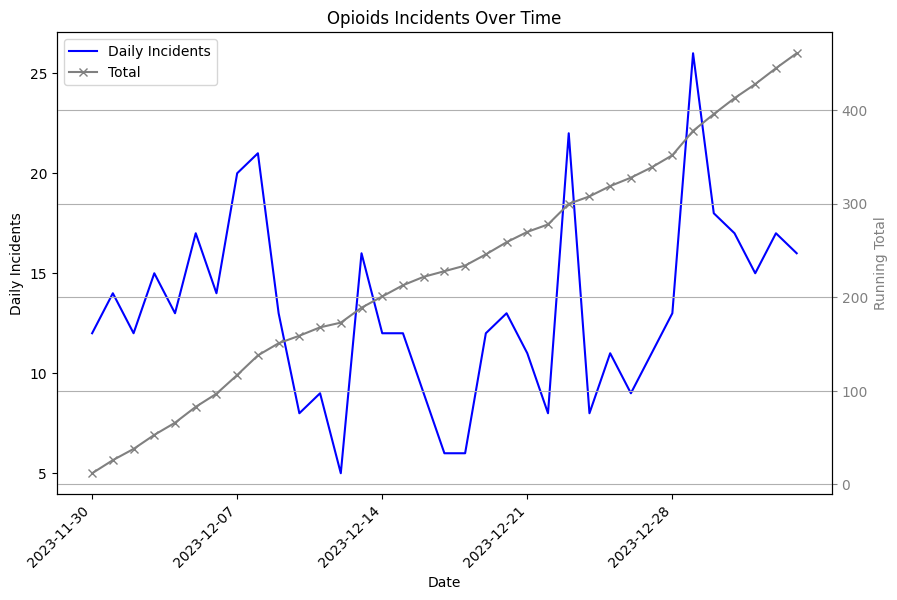 Opioids Incidents Over Time
Daily Incidents
Total
25
20
15
10
5
Daily Incidents
400
300
200
100
0
Running Total
2023-11-30
2023-12-07
2023-12-14
2023-12-21
2023-12-28
Date